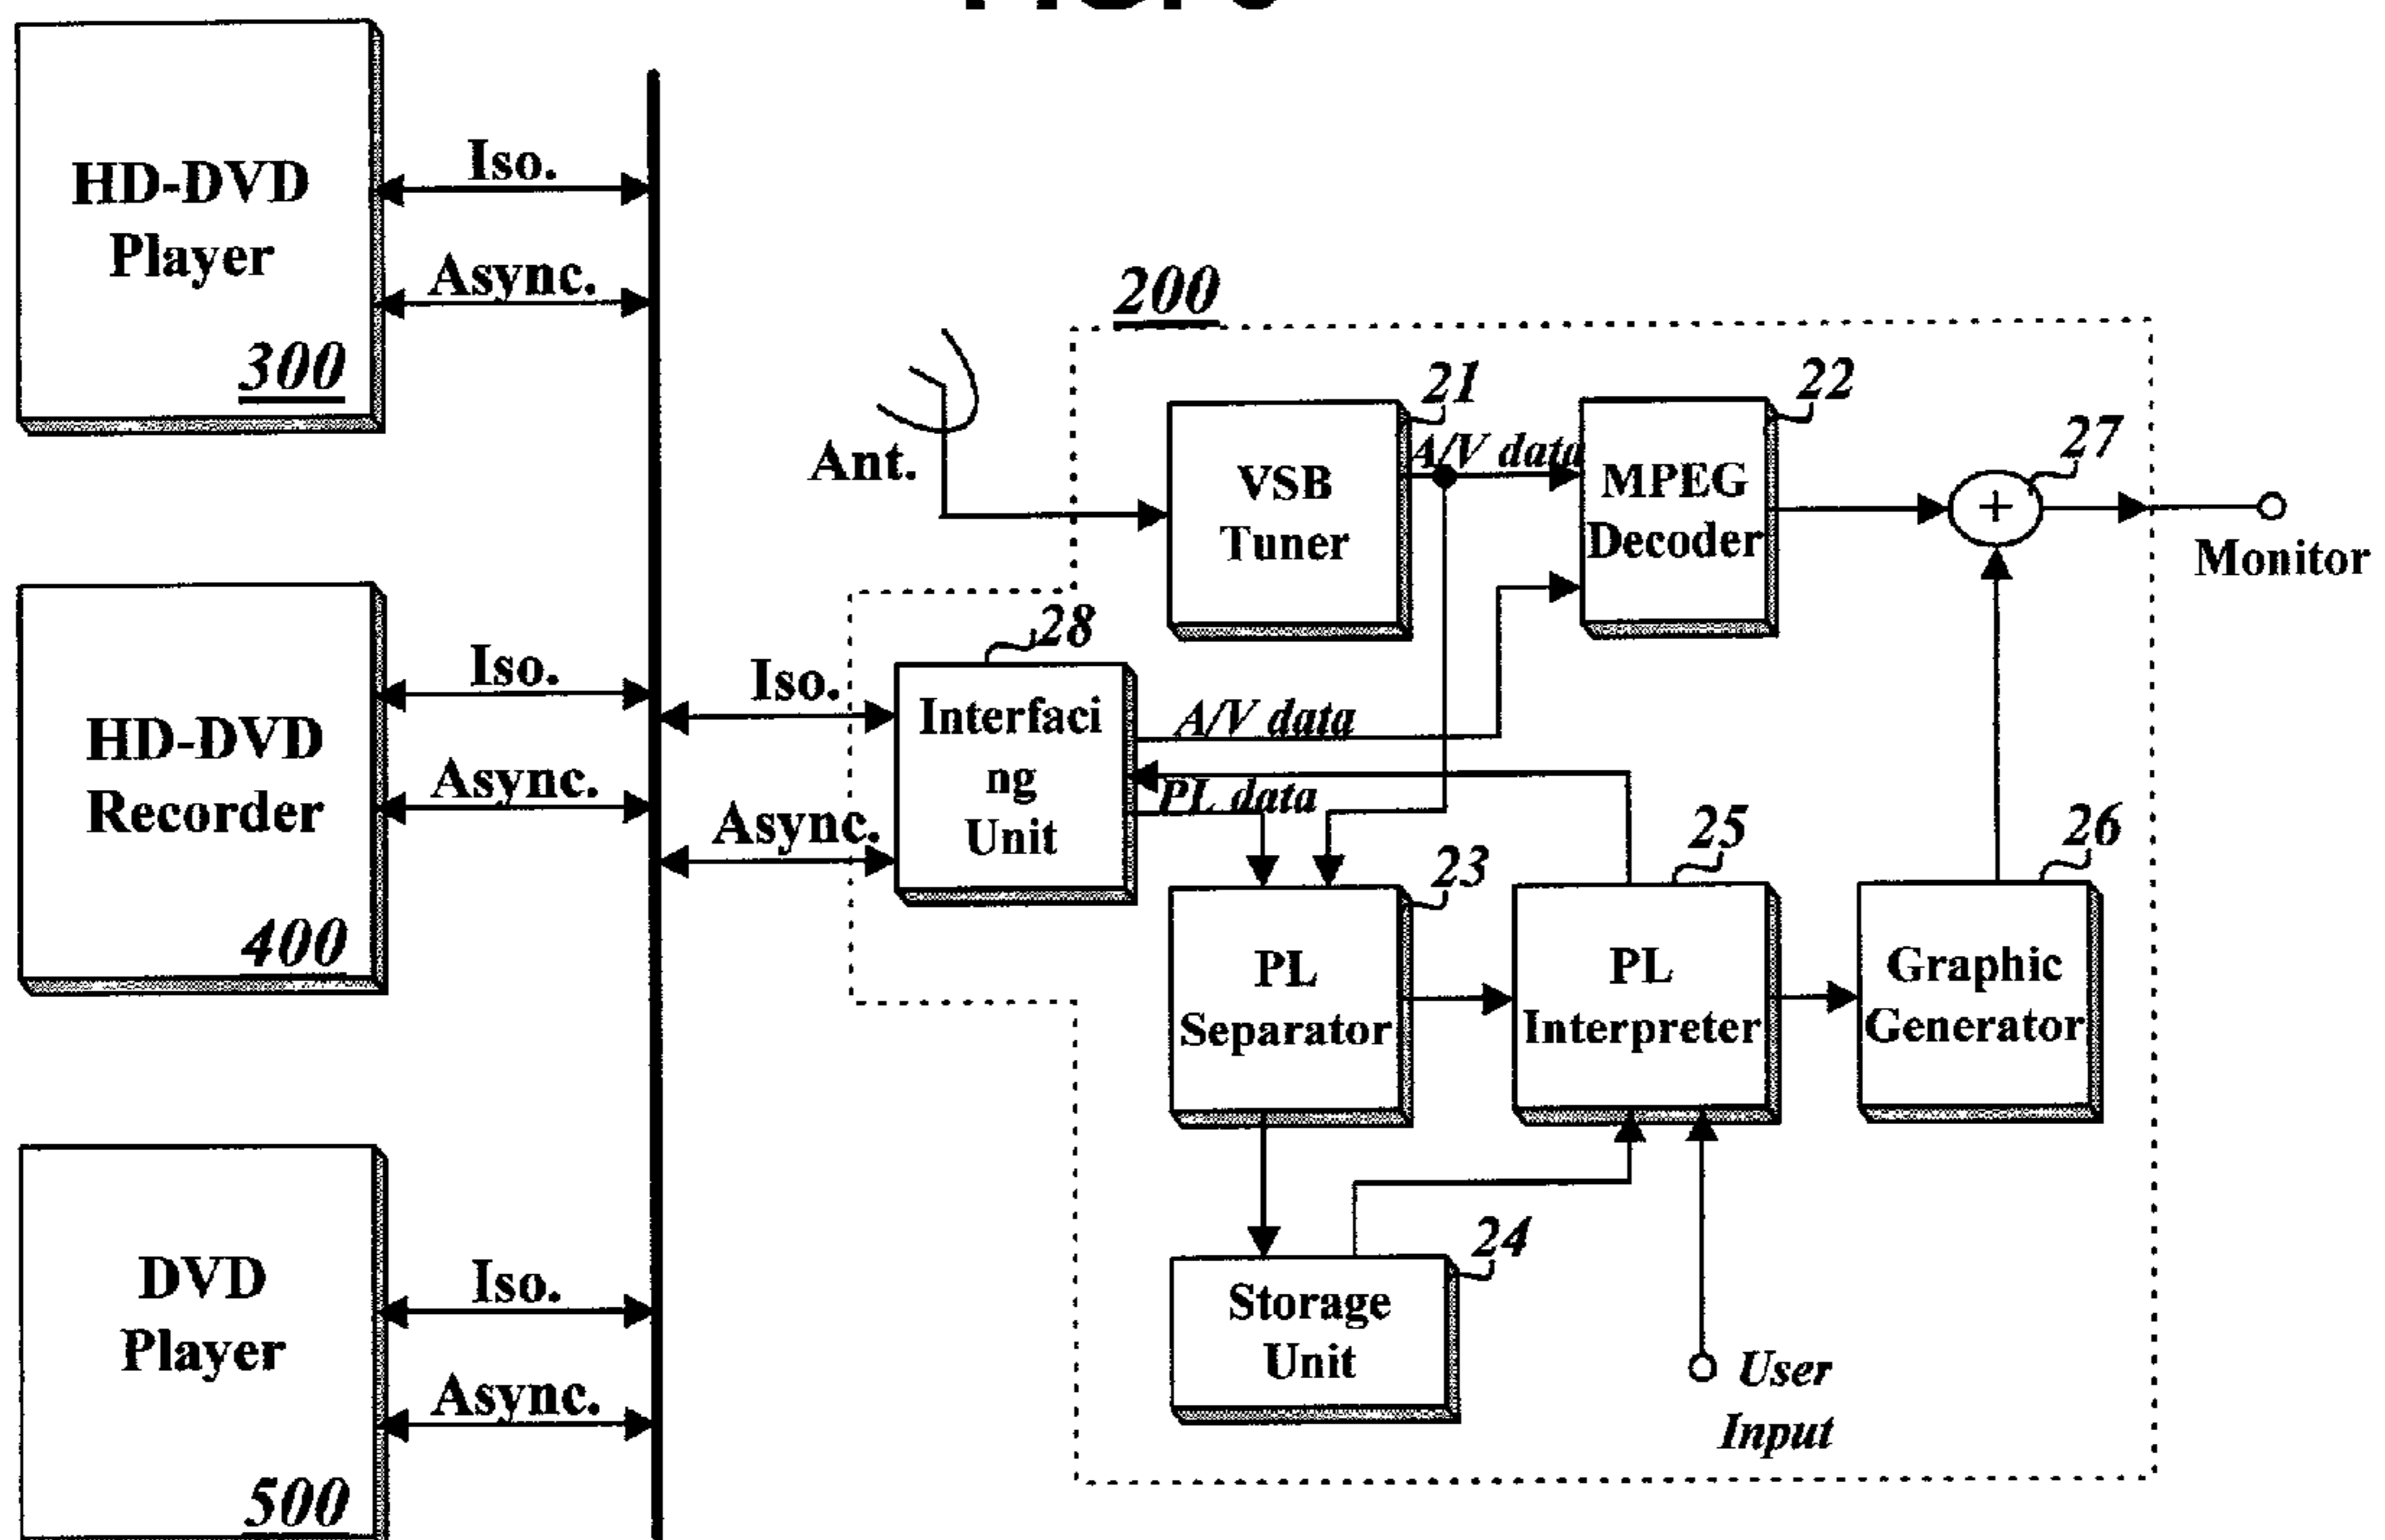 HD-DVD
Player
300
Iso.
Async.
HD-DVD
Recorder
400
Iso.
Async.
DVD
Player
500
Iso.
Async.
Iso.
Async.
Ant.
200
VSB
Tuner
21
A/V data
MPEG
Decoder
22
27
+
Monitor
28
Interfaci
ng
Unit
A/V data
PL data
PL
Separator
23
PL
Interpreter
25
Graphic
Generator
26
Storage
Unit
24
User
Input